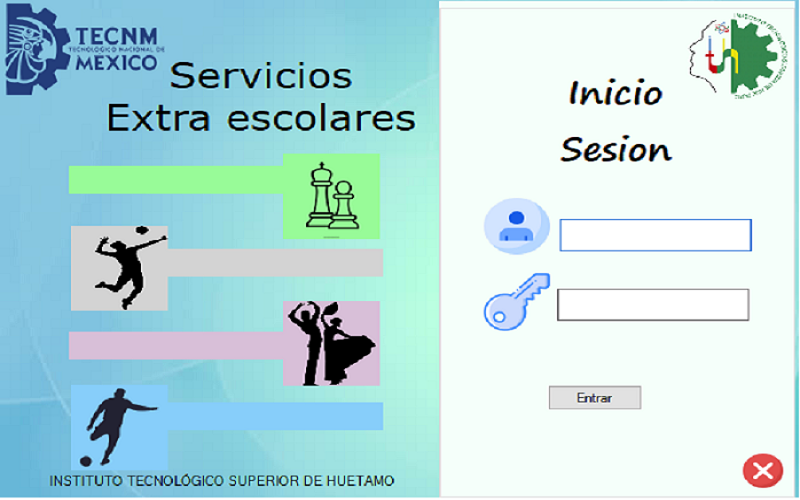 TECNM
TECNOLÓGICO NACIONAL DE
MEXICO
Servicios
Extra escolares
INSTITUTO TECNOLÓGICO SUPERIOR DE HUETAMO
Inicio
Sesion
Entrar